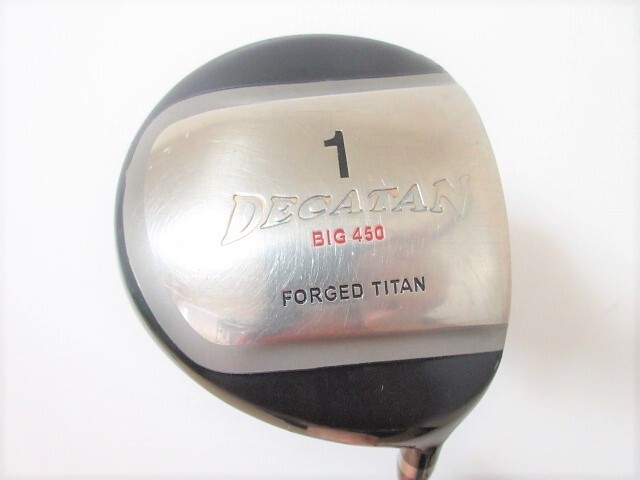 1
DECATAN
BIG 450
FORGED TITAN